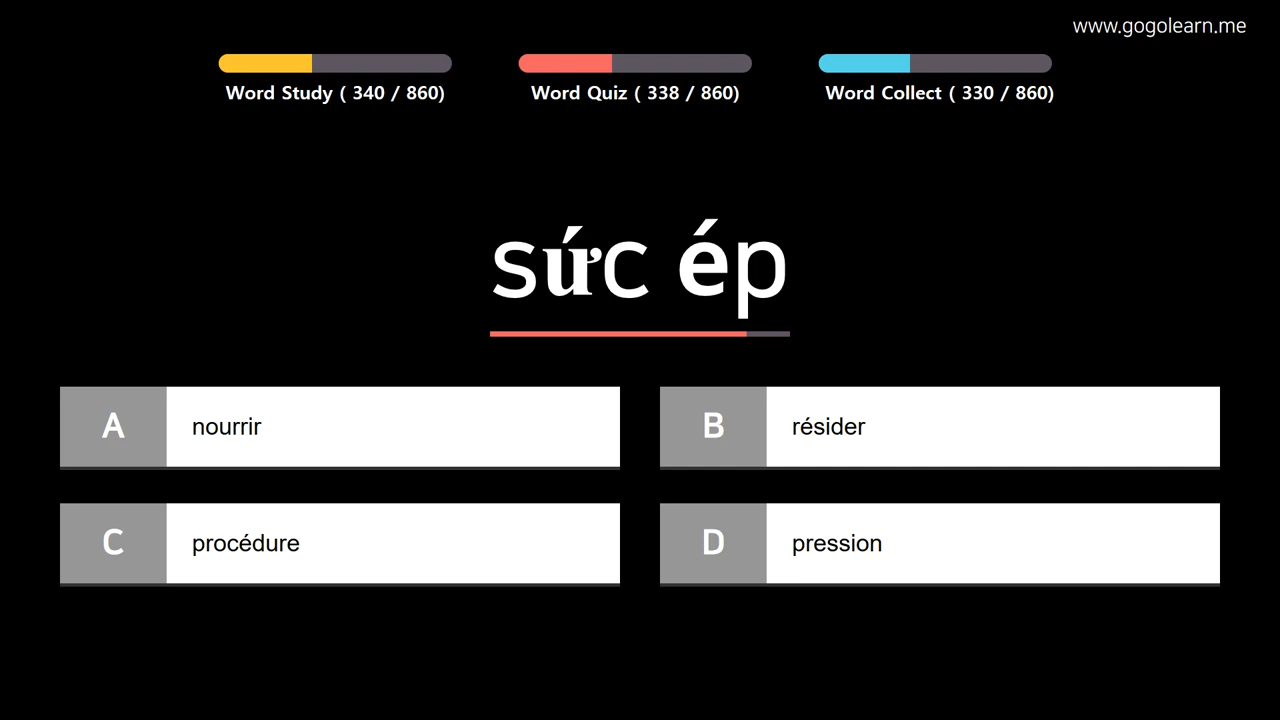 www.gogolearn.me
Word Study ( 340 / 860)
Word Quiz ( 338 / 860)
Word Collect ( 330 / 860)
sức ép
A nourrir
B résider
C procédure
D pression